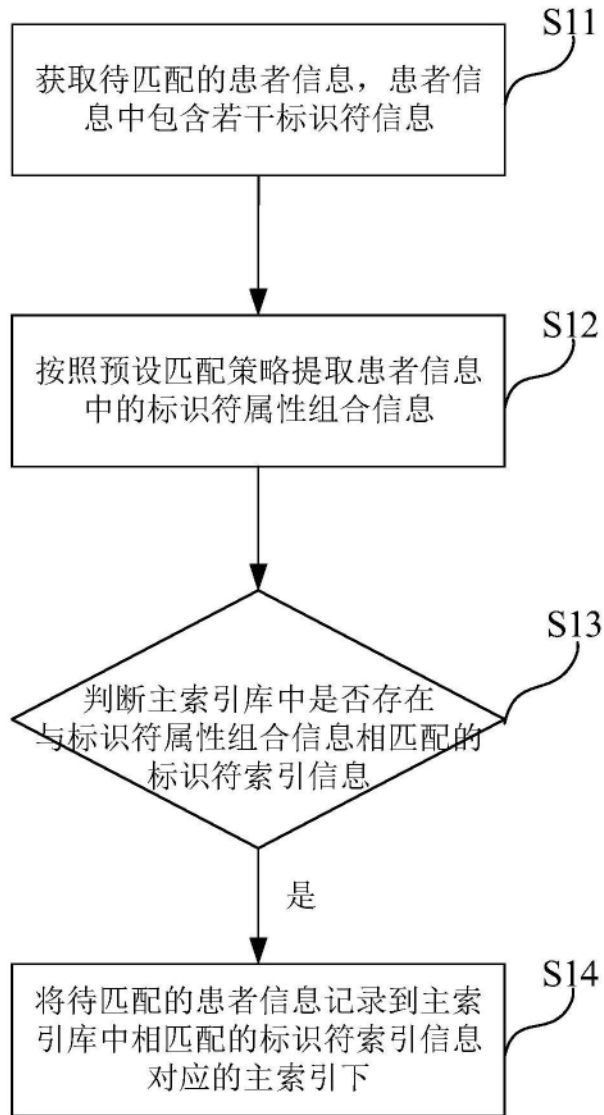 S11
获取待匹配的患者信息，患者信
息中包含若干标识符信息
S12
按照预设匹配策略提取患者信息
中的标识符属性组合信息
S13
判断主索引库中是否存在
与标识符属性组合信息相匹配的
标识符索引信息
是
S14
将待匹配的患者信息记录到主索
引库中相匹配的标识符索引信息
对应的主索引下